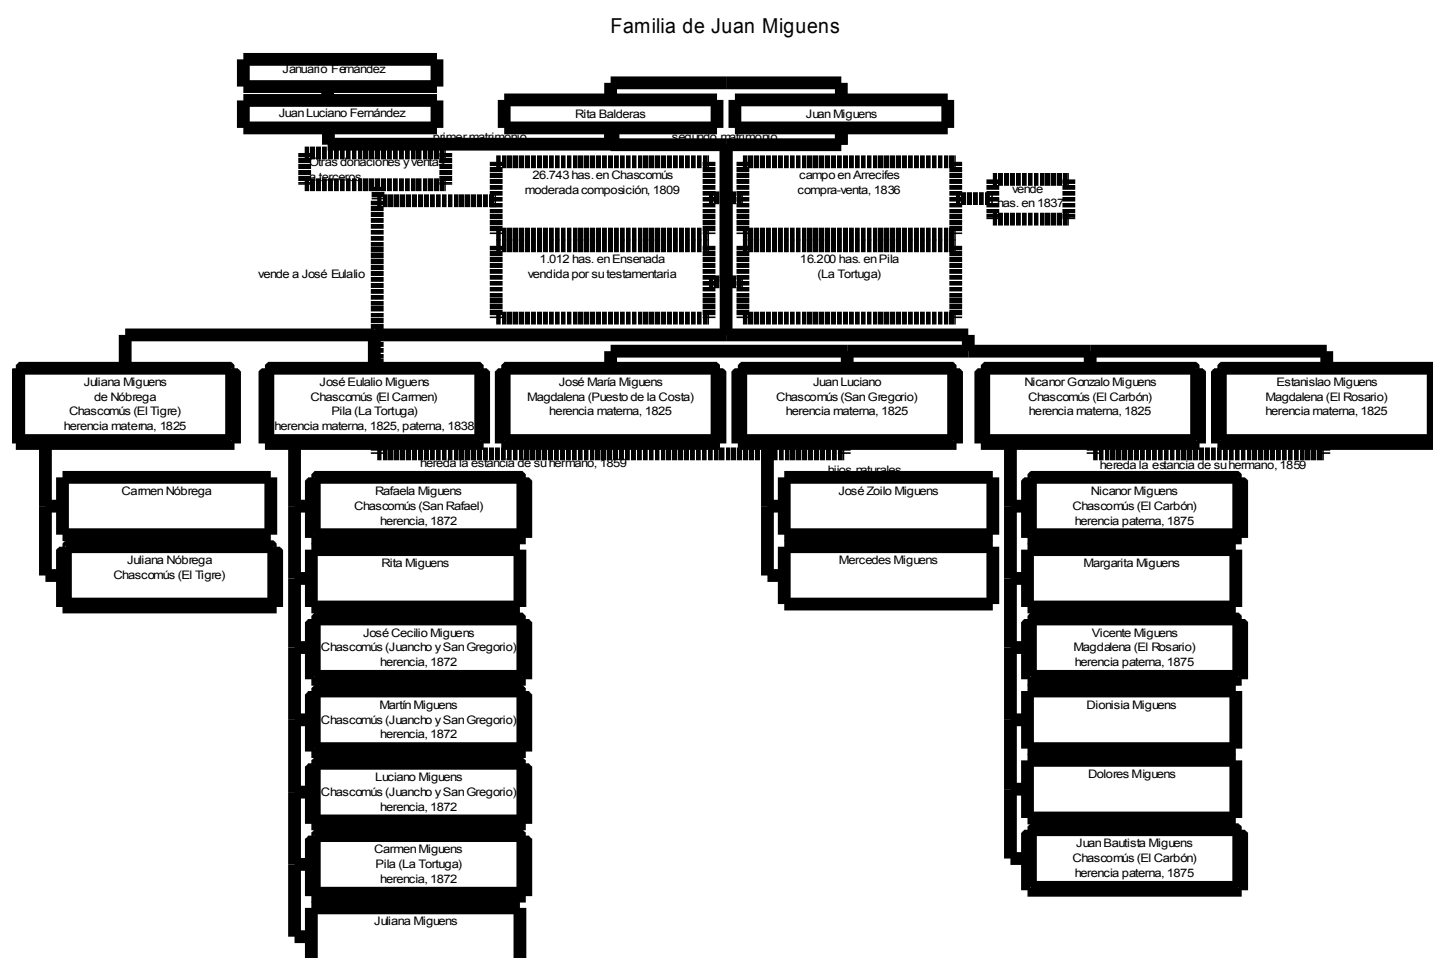 Familia de Juan Miguens
Januario Fernández
Juan Luciano Fernández
Rita Balderas
Juan Miguens
primer matrimonio
segundo matrimonio
Otras donaciones y venta
a terceros
26.743 has. en Chascomús
moderada composición, 1809
campo en Arrecifes
compra-venta, 1836
vende
has. en 1837
1.012 has. en Ensenada
vendida por su testamentaria
16.200 has. en Pila
(La Tortuga)
vende a José Eulalio
Juliana Miguens
de Nóbrega
Chascomús (El Tigre)
herencia materna, 1825
José Eulalio Miguens
Chascomús (El Carmen)
Pila (La Tortuga)
herencia materna, 1825, paterna, 1838
José María Miguens
Magdalena (Puesto de la Costa)
herencia materna, 1825
Juan Luciano
Chascomús (San Gregorio)
herencia materna, 1825
Nicanor Gonzalo Miguens
Chascomús (El Carbón)
herencia materna, 1825
Estanislao Miguens
Magdalena (El Rosario)
herencia materna, 1825
hereda la estancia de su hermano, 1859
hijos naturales
hereda la estancia de su hermano, 1859
Carmen Nóbrega
Juliana Nóbrega
Chascomús (El Tigre)
Rafaela Miguens
Chascomús (San Rafael)
herencia, 1872
Rita Miguens
José Cecilio Miguens
Chascomús (Juancho y San Gregorio)
herencia, 1872
Martín Miguens
Chascomús (Juancho y San Gregorio)
herencia, 1872
Luciano Miguens
Chascomús (Juancho y San Gregorio)
herencia, 1872
Carmen Miguens
Pila (La Tortuga)
herencia, 1872
Juliana Miguens
José Zoilo Miguens
Mercedes Miguens
Nicanor Miguens
Chascomús (El Carbón)
herencia paterna, 1875
Margarita Miguens
Vicente Miguens
Magdalena (El Rosario)
herencia paterna, 1875
Dionisia Miguens
Dolores Miguens
Juan Bautista Miguens
Chascomús (El Carbón)
herencia paterna, 1875